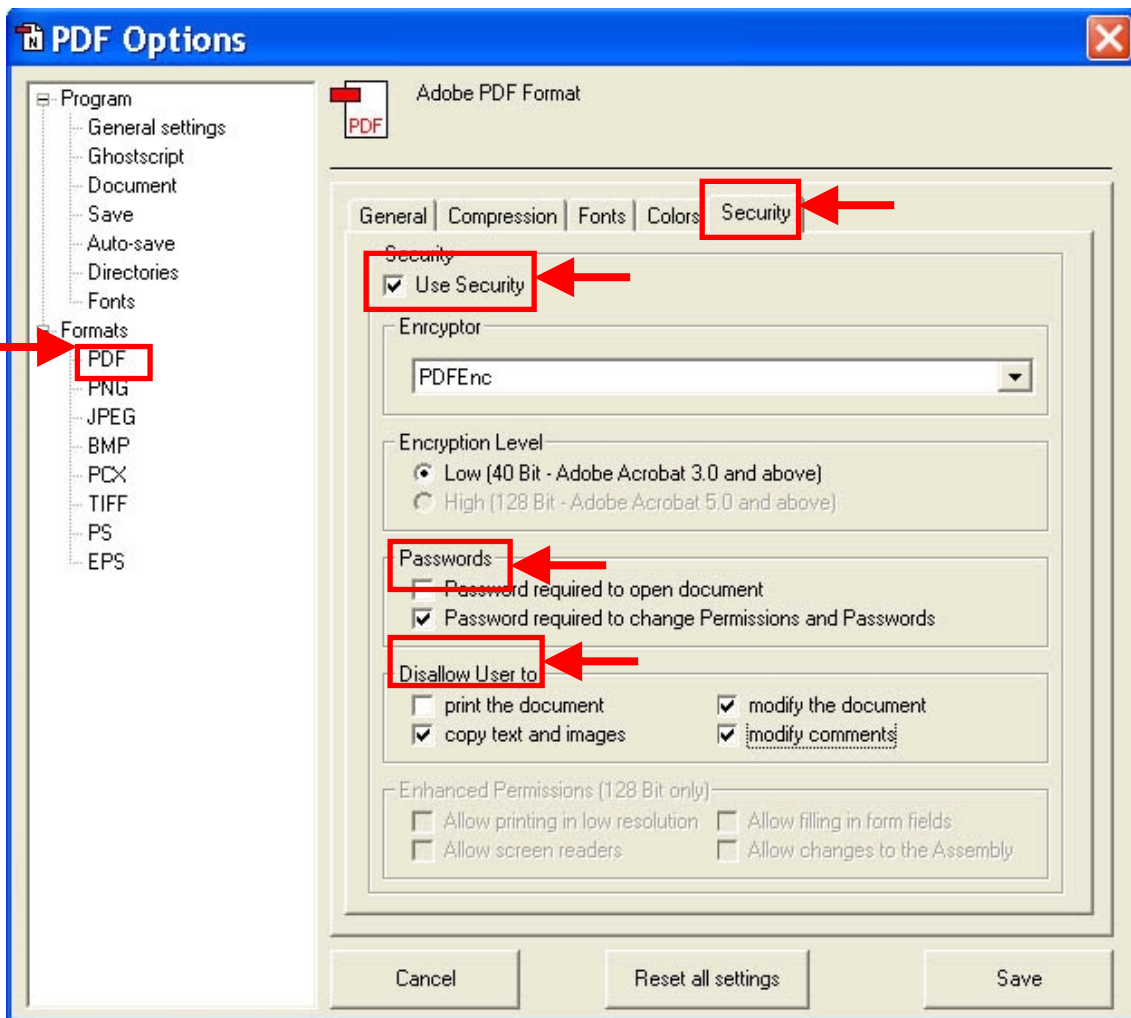 PDF Options
Program
General settings
Ghostscript
Document
Save
Auto-save
Directories
Fonts
Formats
PDF
PNG
JPEG
BMP
PCX
TIFF
PS
EPS
PDF
Adobe PDF Format
General Compression Fonts Colors Security
Security
Use Security
Enrcyptor
PDFEnc
Encryption Level
Low (40 Bit - Adobe Acrobat 3.0 and above)
High (128 Bit - Adobe Acrobat 5.0 and above)
Passwords
Password required to open document
Password required to change Permissions and Passwords
Disallow User to
print the document
modify the document
copy text and images
modify comments
Enhanced Permissions (128 Bit only)
Allow printing in low resolution
Allow filling in form fields
Allow screen readers
Allow changes to the Assembly
Cancel
Reset all settings
Save